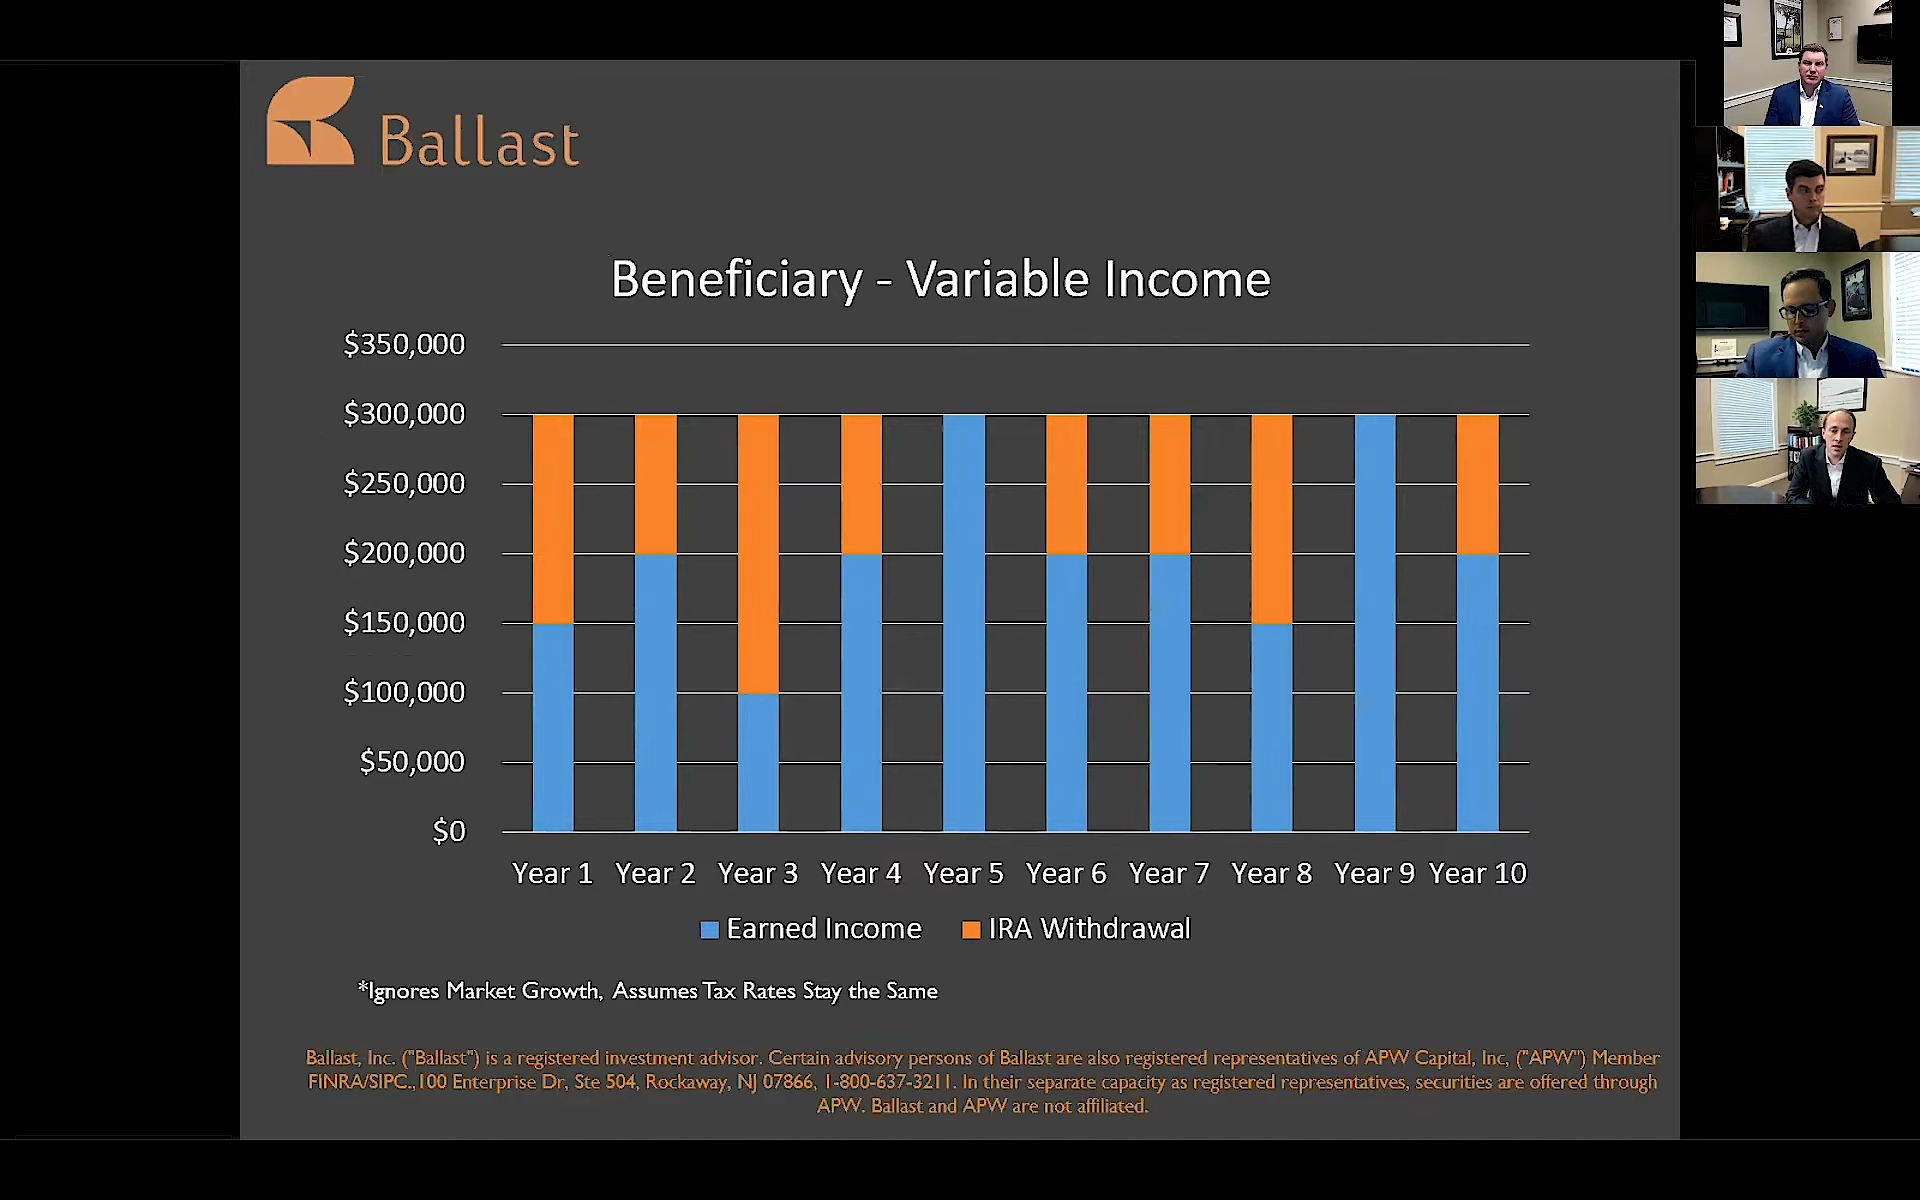 Ballast
Beneficiary - Variable Income
$350,000
$300,000
$250,000
$200,000
$150,000
$100,000
$50,000
$0
Year 1 Year 2 Year 3 Year 4 Year 5 Year 6 Year 7 Year 8 Year 9 Year 10
Earned Income IRA Withdrawal
*Ignores Market Growth, Assumes Tax Rates Stay the Same
Ballast, Inc. ("Ballast") is a registered investment advisor. Certain advisory persons of Ballast are also registered representatives of APW Capital, Inc, ("APW") Member
FINRA/SIPC.,100 Enterprise Dr, Ste 504, Rockaway, NJ 07866, 1-800-637-3211. In their separate capacity as registered representatives, securities are offered through
APW. Ballast and APW are not affiliated.